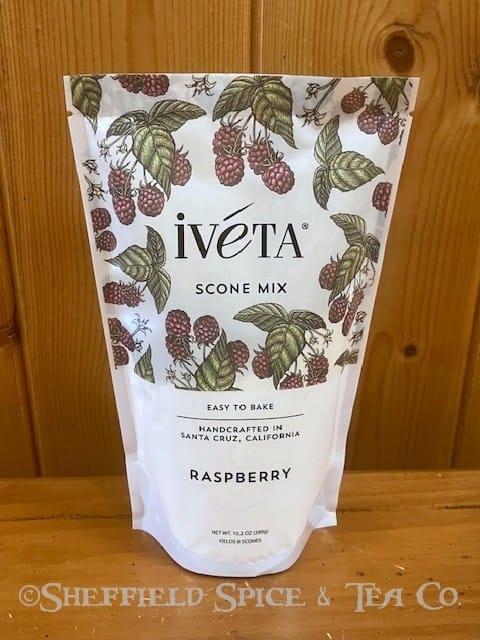 ivéTA®
SCONE MIX
EASY TO BAKE
HANDCRAFTED IN
SANTA CRUZ, CALIFORNIA
RASPBERRY
NET WT. 10.2 OZ (290g)
YIELDS 8 SCONES
©SHEFFIELD SPICE & TEA CO.